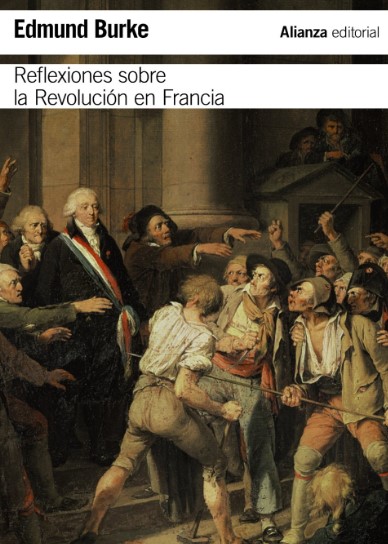 Edmund Burke
Alianza editorial
Reflexiones sobre
la Revolución en Francia